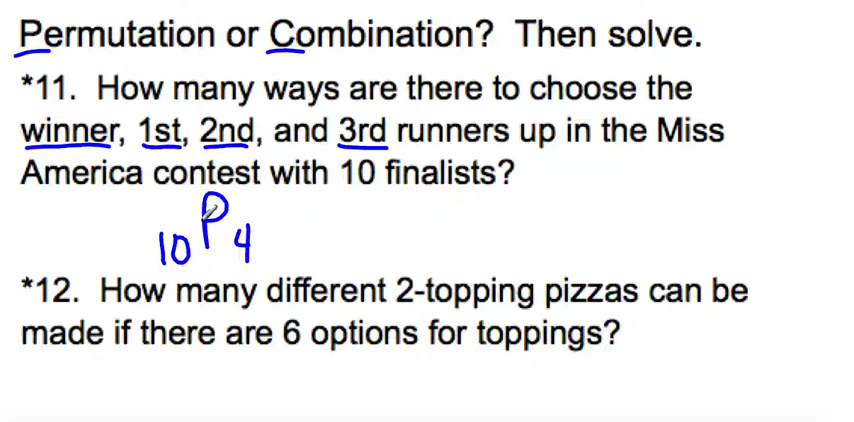 Permutation or Combination? Then solve.
*11. How many ways are there to choose the
winner, 1st, 2nd, and 3rd runners up in the Miss
America contest with 10 finalists?
10P4
*12. How many different 2-topping pizzas can be
made if there are 6 options for toppings?